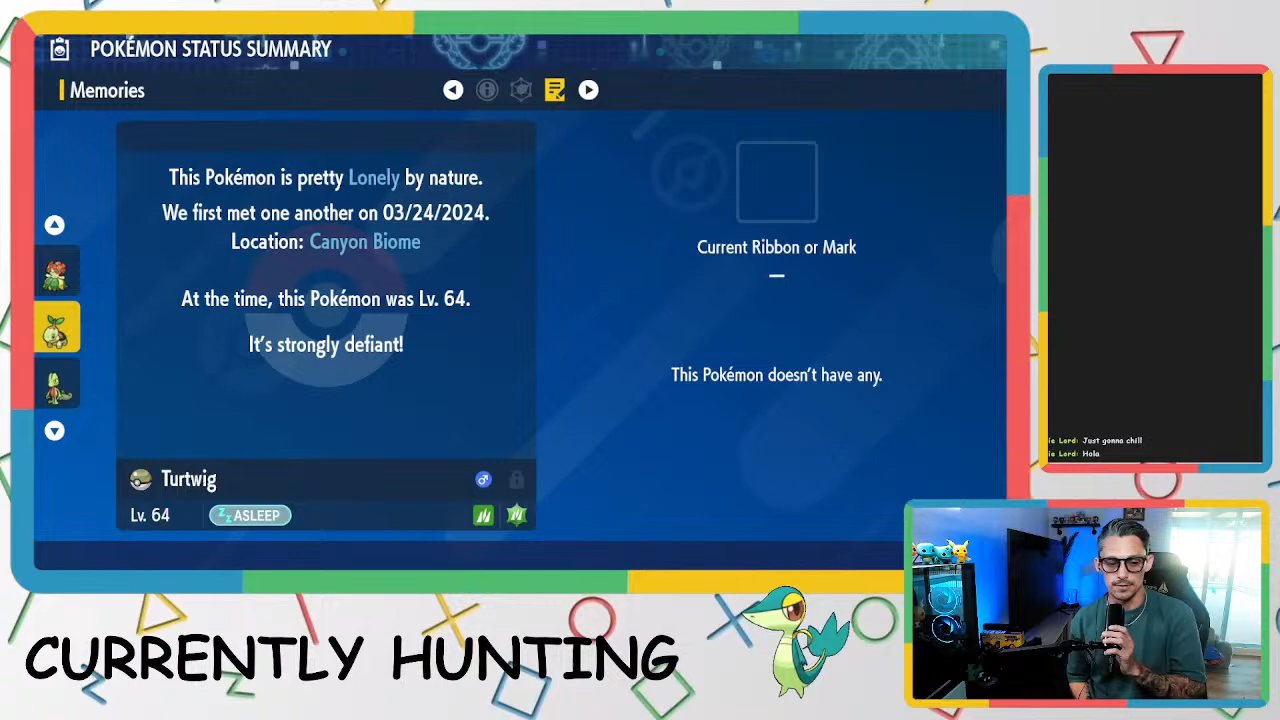 POKÉMON STATUS SUMMARY
Memories
This Pokémon is pretty Lonely by nature.
We first met one another on 03/24/2024.
Location: Canyon Biome
At the time, this Pokémon was Lv. 64.
It's strongly defiant!
Turtwig
Lv. 64
ASLEEP
Current Ribbon or Mark
—
This Pokémon doesn't have any.
Lord: Just gonna chill
Lord: Hola
CURRENTLY HUNTING